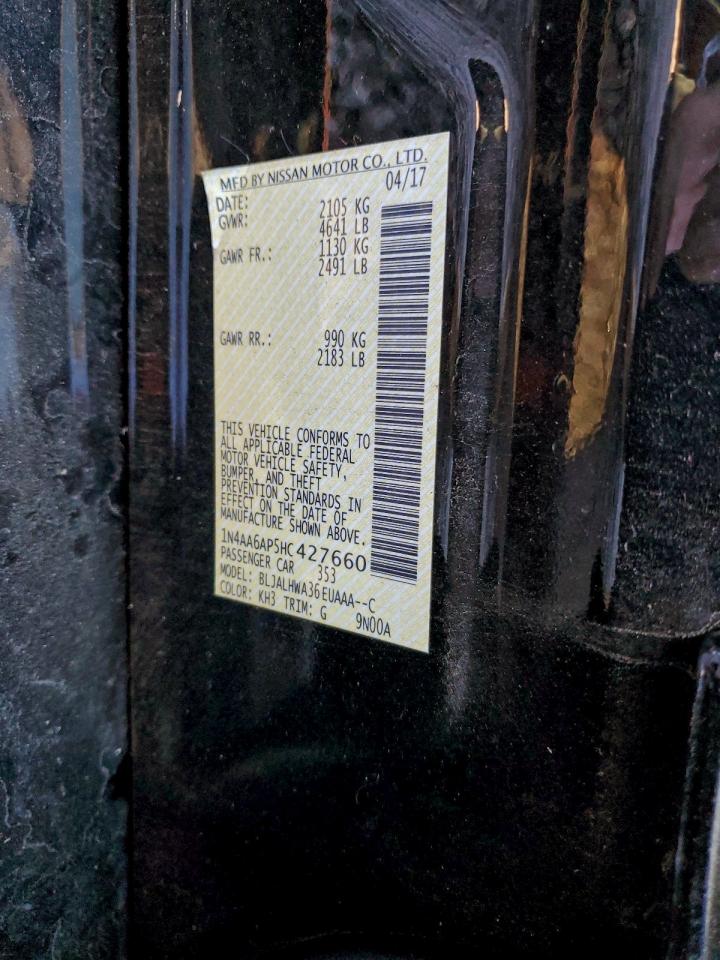 MFD BY NISSAN MOTOR CO., LTD.
DATE: 04/17
GVWR: 2105 KG
4641 LB
GAWR FR.: 1130 KG
2491 LB
GAWR RR.: 990 KG
2183 LB
THIS VEHICLE CONFORMS TO
ALL APPLICABLE FEDERAL
MOTOR VEHICLE SAFETY,
BUMPER, AND THEFT
PREVENTION STANDARDS IN
EFFECT ON THE DATE OF
MANUFACTURE SHOWN ABOVE.
1N4AA6AP5HC427660
PASSENGER CAR 353
MODEL: BLJALHWA36EUAAA--C
COLOR: KH3 TRIM: G 9N00A